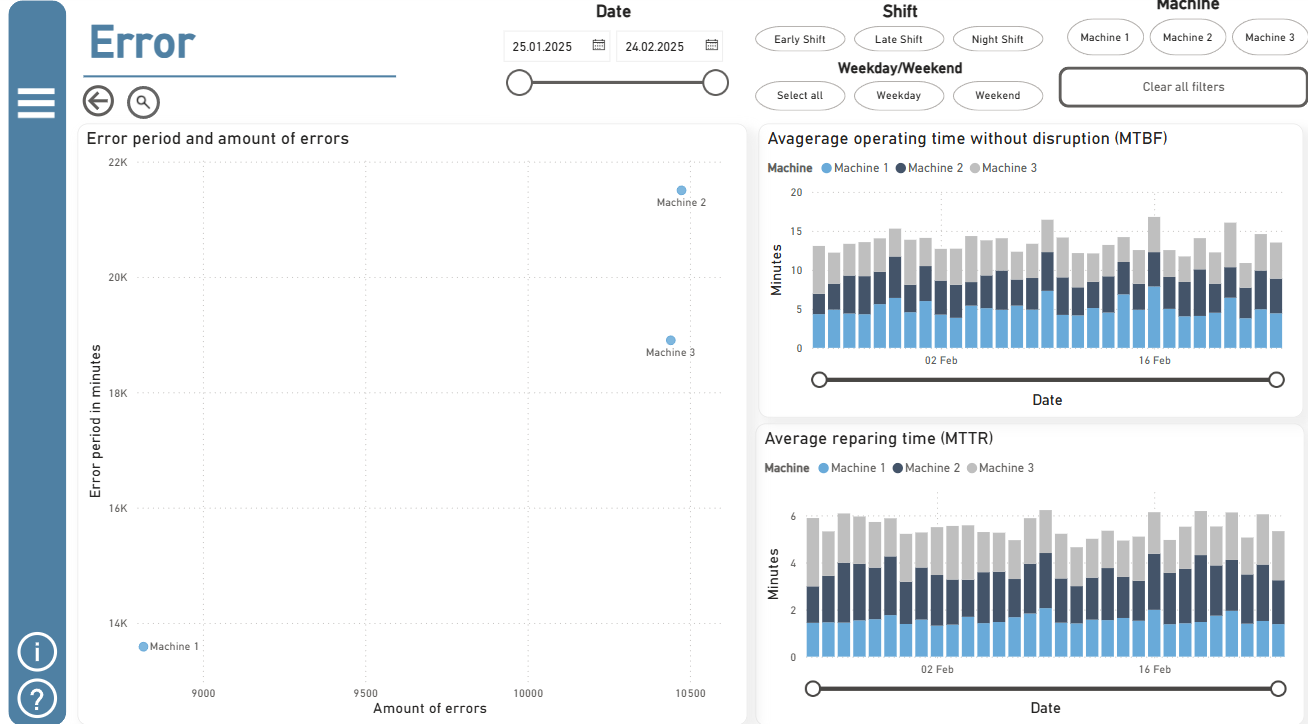 Error
Date
25.01.2025
24.02.2025
Shift
Early Shift
Late Shift
Night Shift
Weekday/Weekend
Select all
Weekday
Weekend
Machine
Machine 1
Machine 2
Machine 3
Clear all filters
Error period and amount of errors
Error period in minutes
22K
20K
18K
16K
14K
Machine 2
Machine 3
Machine 1
9000
9500
10000
10500
Amount of errors
Avagerage operating time without disruption (MTBF)
Machine Machine 1 Machine 2 Machine 3
Minutes
20
15
10
5
0
02 Feb
16 Feb
Date
Average reparing time (MTTR)
Machine Machine 1 Machine 2 Machine 3
Minutes
6
4
2
0
02 Feb
16 Feb
Date
i
?